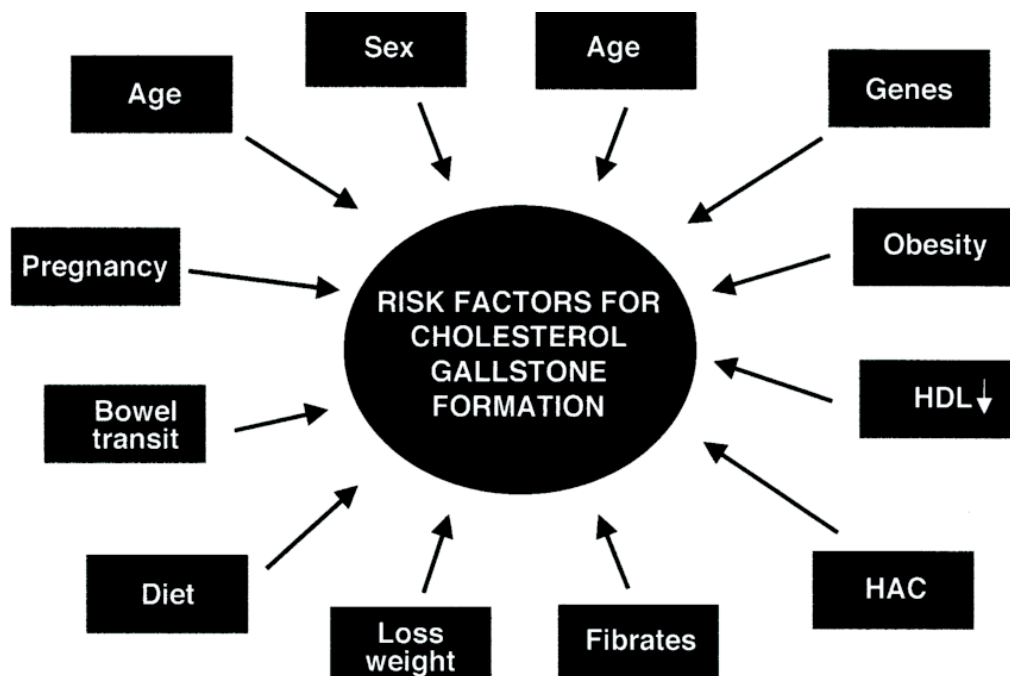 Age
Sex
Age
Genes
Pregnancy
Obesity
RISK FACTORS FOR
CHOLESTEROL
GALLSTONE
FORMATION
Bowel
transit
HDL↓
Diet
Loss
weight
Fibrates
HAC